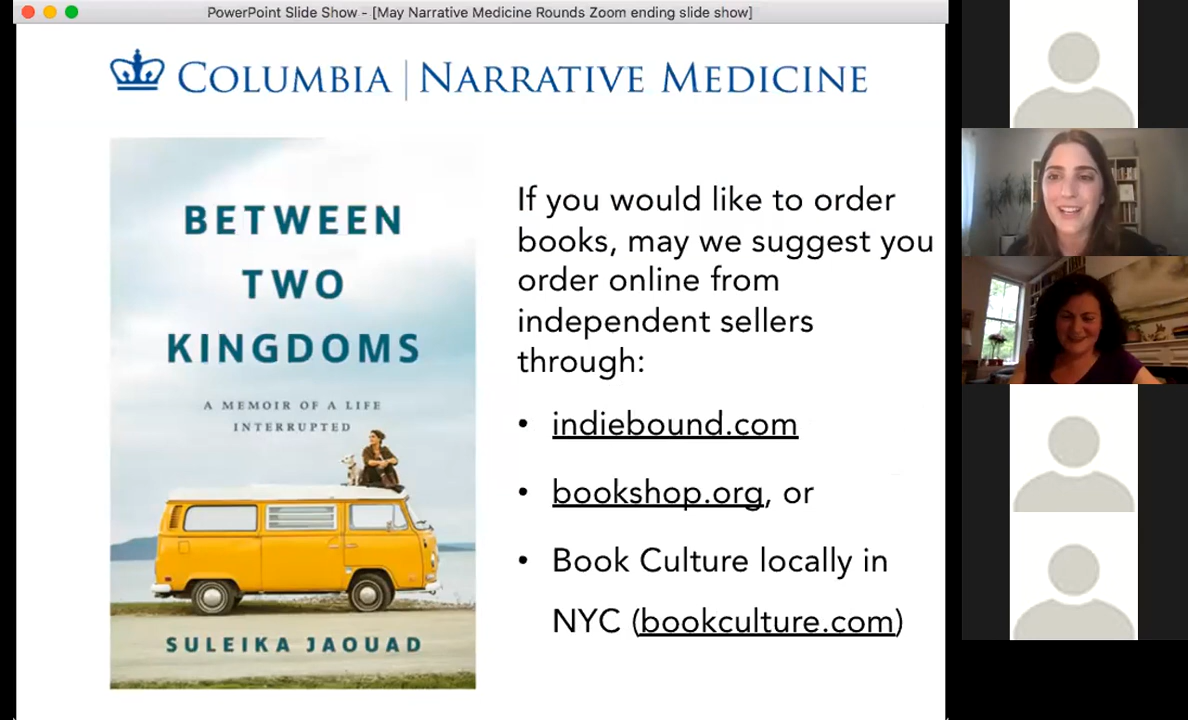 PowerPoint Slide Show - [May Narrative Medicine Rounds Zoom ending slide show]
COLUMBIA | NARRATIVE MEDICINE
BETWEEN
TWO
KINGDOMS
A MEMOIR OF A LIFE
INTERRUPTED
SULEIKA JAOUAD
If you would like to order
books, may we suggest you
order online from
independent sellers
through:
• indiebound.com
• bookshop.org, or
• Book Culture locally in
NYC (bookculture.com)